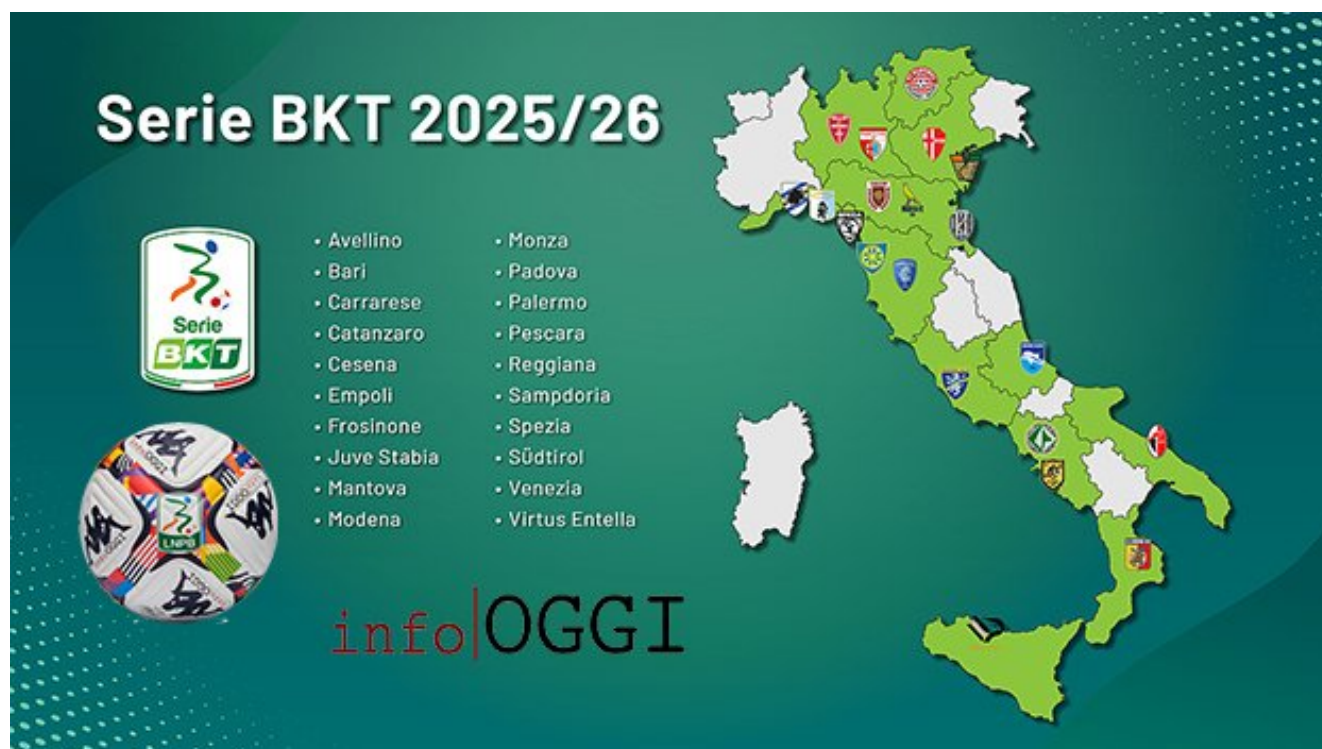 Serie BKT 2025/26
Serie
BKT
• Avellino
• Bari
• Carrarese
• Catanzaro
• Cesena
• Empoli
• Frosinone
• Juve Stabia
• Mantova
• Modena
• Monza
• Padova
• Palermo
• Pescara
• Reggiana
• Sampdoria
• Spezia
• Südtirol
• Venezia
• Virtus Entella
LNPB
info|OGGI